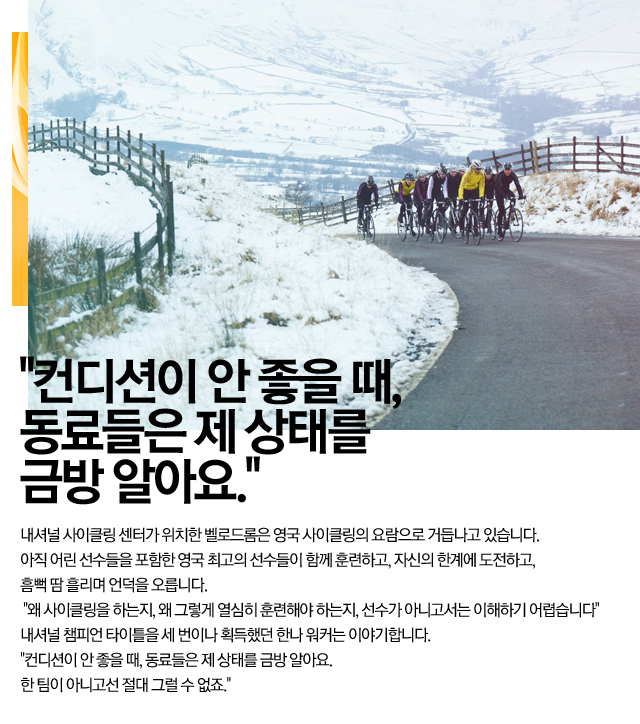 "컨디션이 안 좋을 때,
동료들은 제 상태를
금방 알아요."
내셔널 사이클링 센터가 위치한 벨로드롬은 영국 사이클링의 요람으로 거듭나고 있습니다.
아직 어린 선수들을 포함한 영국 최고의 선수들이 함께 훈련하고, 자신의 한계에 도전하고,
흠뻑 땀 흘리며 언덕을 오릅니다.
"왜 사이클링을 하는지, 왜 그렇게 열심히 훈련해야 하는지, 선수가 아니고서는 이해하기 어렵습니다"
내셔널 챔피언 타이틀을 세 번이나 획득했던 한나 워커는 이야기합니다.
"컨디션이 안 좋을 때, 동료들은 제 상태를 금방 알아요.
한 팀이 아니고선 절대 그럴 수 없죠."